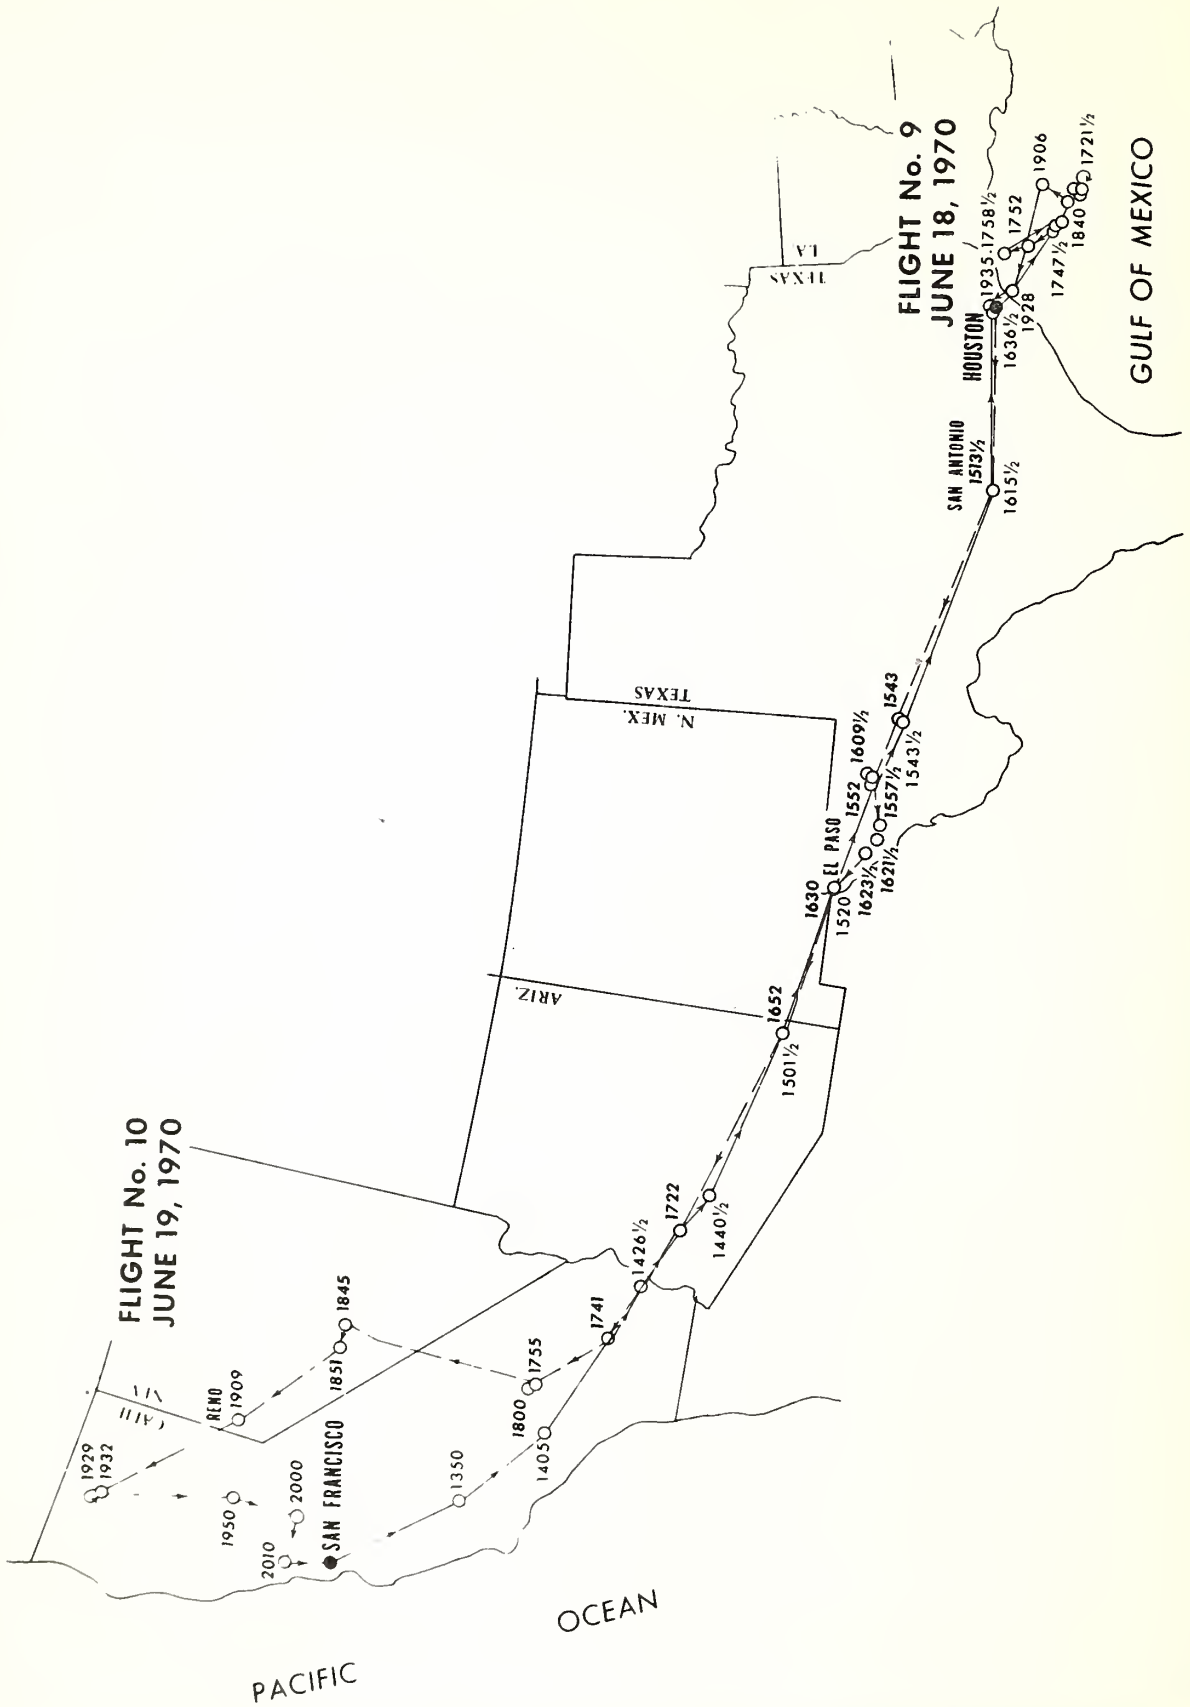 FLIGHT No. 10
JUNE 19, 1970
FLIGHT No. 9
JUNE 18, 1970
1929
1932
RENO
1909
1950
2000
2010
SAN FRANCISCO
1851
1845
1350
1405
1800
1755
1741
1426½
1722
1440½
ARIZ.
1652
1501½
1630
EL PASO
1520
1623½
1621½
1552
1609½
1557½
N. MEX.
TEXAS
1543
1543½
SAN ANTONIO
1513½
1615½
HOUSTON
1636½
1928
1935.1758½
1752
1747½
1840
1906
1721½
TEXAS
LA.
PACIFIC
OCEAN
GULF OF MEXICO